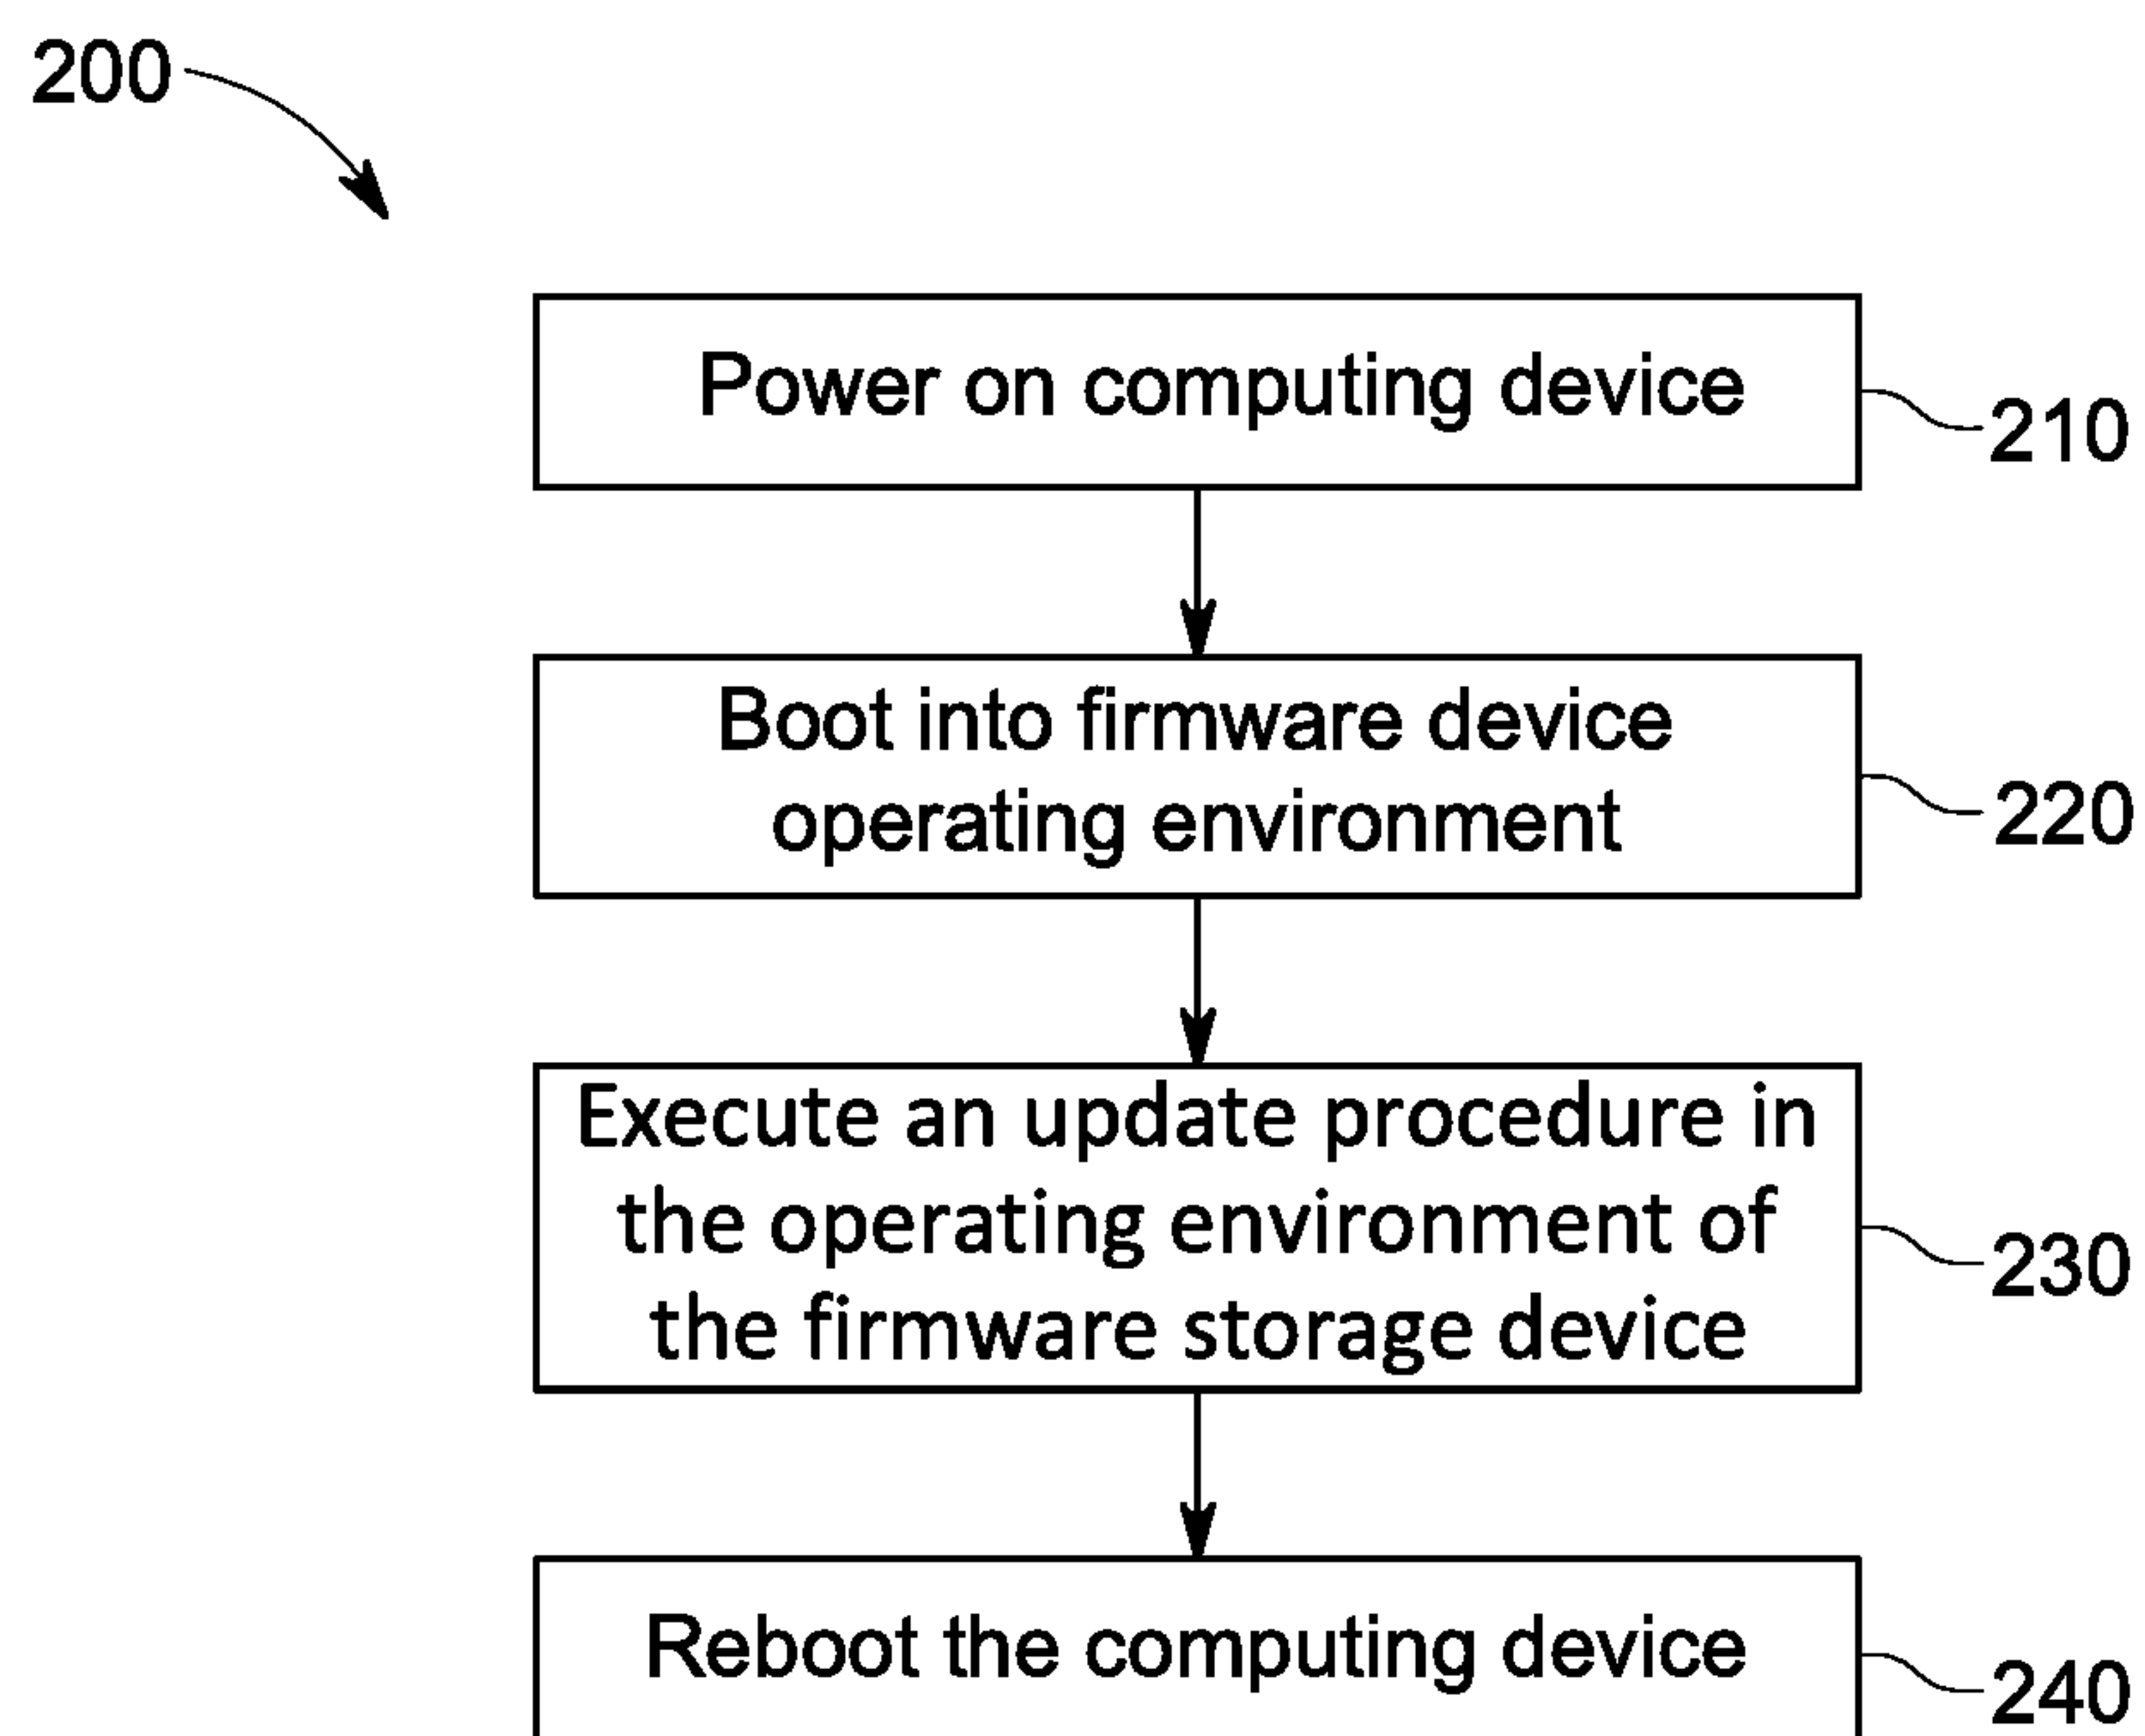 200
Power on computing device
210
Boot into firmware device
operating environment
220
Execute an update procedure in
the operating environment of
the firmware storage device
230
Reboot the computing device
240